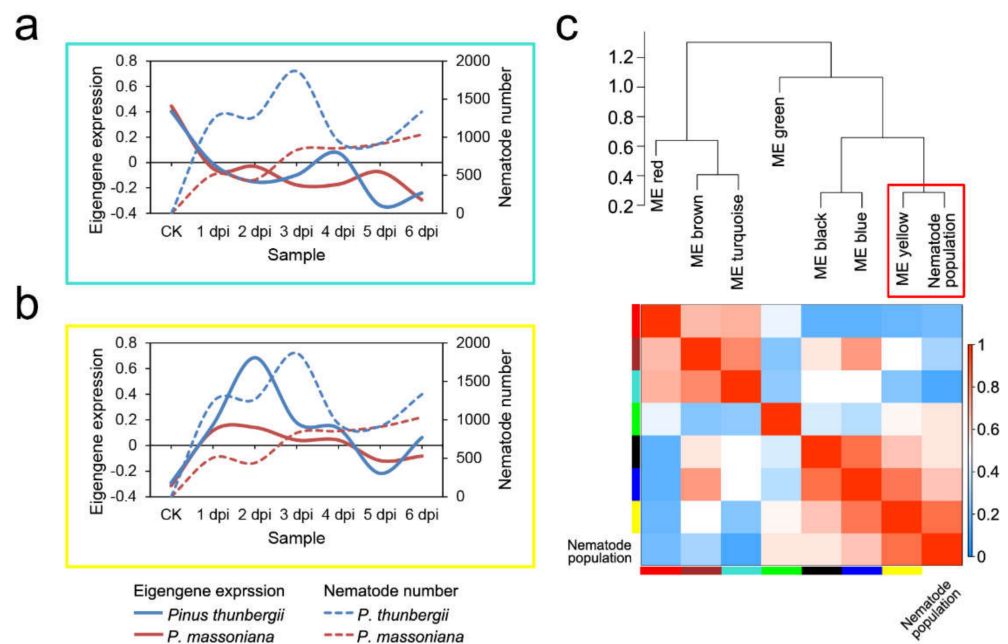 a
0.8
0.6
0.4
0.2
0
-0.2
-0.4
Eigengene expression
2000
1500
1000
500
0
Nematode number
CK 1 dpi 2 dpi 3 dpi 4 dpi 5 dpi 6 dpi
Sample
b
0.8
0.6
0.4
0.2
0
-0.2
-0.4
Eigengene expression
2000
1500
1000
500
0
Nematode number
CK 1 dpi 2 dpi 3 dpi 4 dpi 5 dpi 6 dpi
Sample
Eigengene exprssion
Pinus thunbergii
P. massoniana
Nematode number
P. thunbergii
P. massoniana
c
1.2
1.0
0.8
0.6
0.4
0.2
ME red
ME brown
ME turquoise
ME green
ME black
ME blue
ME yellow
Nematode
population
1
0.8
0.6
0.4
0.2
0
Nematode
population
Nematode
population